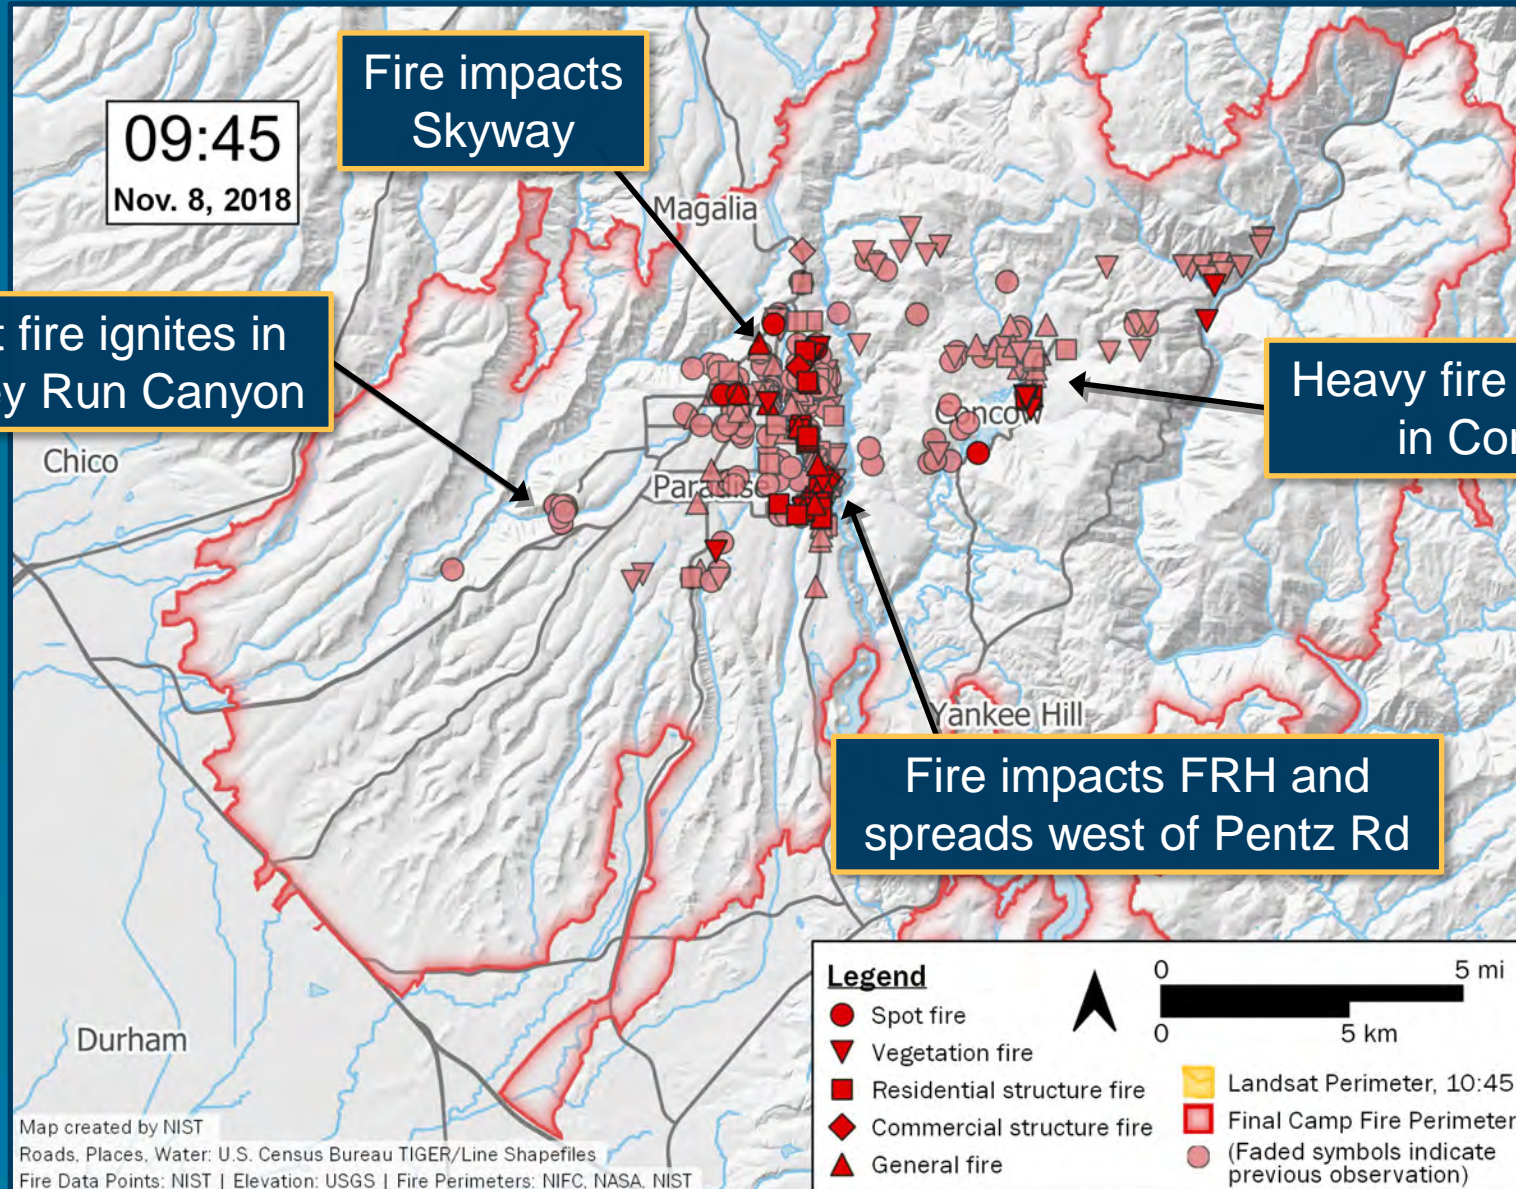 Fire impacts
Skyway
09:45
Nov. 8, 2018
Magalia
fire ignites in
Run Canyon
Heavy fire
in
Concow
Chico
Paradise
Yankee Hill
Fire impacts FRH and
spreads west of Pentz Rd
Durham
Legend
Spot fire
Vegetation fire
Residential structure fire
Commercial structure fire
General fire
0 5 mi
0 5 km
Landsat Perimeter, 10:45
Final Camp Fire Perimeter
(Faded symbols indicate
previous observation)
Map created by NIST
Roads, Places, Water: U.S. Census Bureau TIGER/Line Shapefiles
Fire Data Points: NIST | Elevation: USGS | Fire Perimeters: NIFC, NASA, NIST